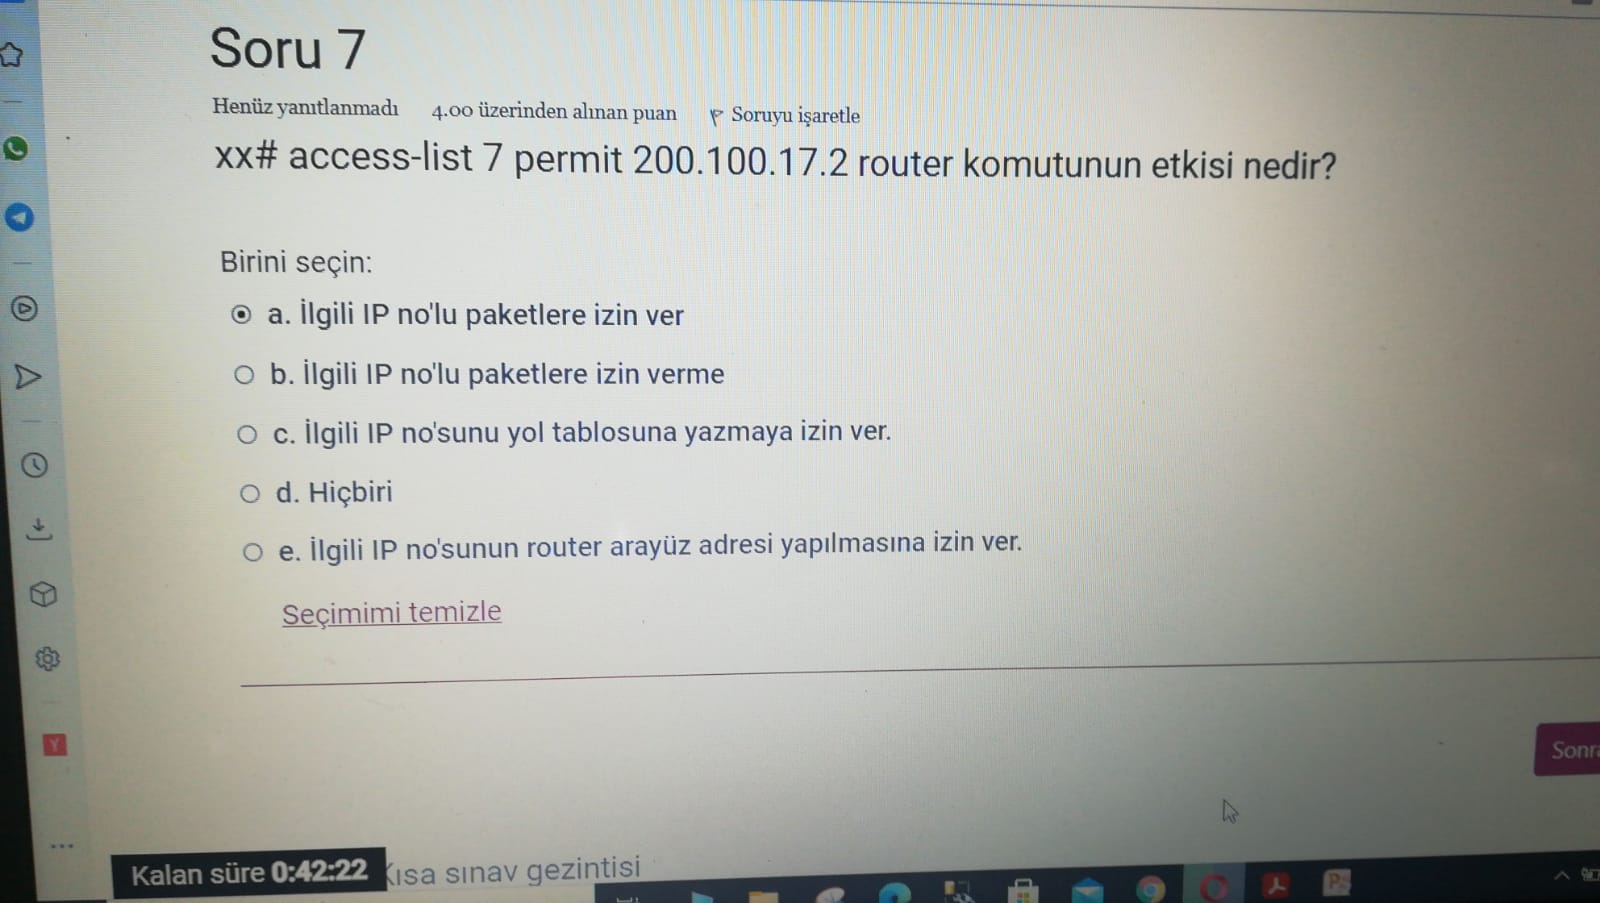 Soru 7
Henüz yanıtlanmadı 4.00 üzerinden alınan puan Soruyu işaretle
xx# access-list 7 permit 200.100.17.2 router komutunun etkisi nedir?
Birini seçin:
a. İlgili IP no'lu paketlere izin ver
b. İlgili IP no'lu paketlere izin verme
c. İlgili IP no'sunu yol tablosuna yazmaya izin ver.
d. Hiçbiri
e. İlgili IP no'sunun router arayüz adresi yapılmasına izin ver.
Seçimimi temizle
Kalan süre 0:42:22 Kısa sınav gezintisi